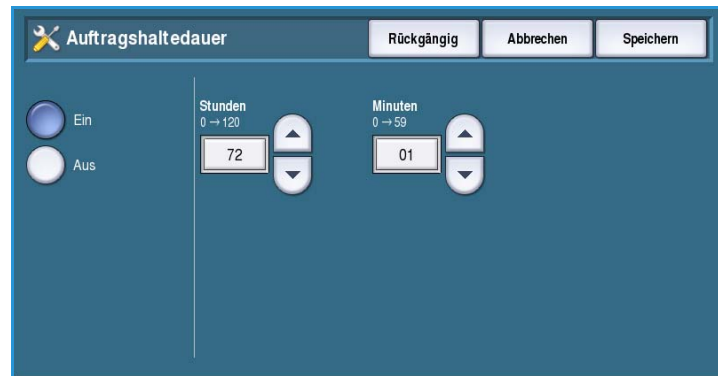 Auftragshaltedauer
Rückgängig
Abbrechen
Speichern
Ein
Aus
Stunden
0 → 120
72
Minuten
0 → 59
01